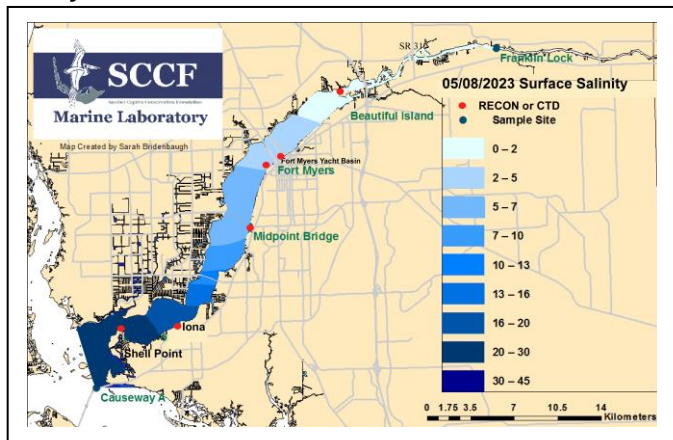 SCCF
Marine Laboratory
Map Created by Sarah Bridenbaugh
SR 31
I-75
Franklin Lock
05/08/2023 Surface Salinity
RECON or CTD
Sample Site
Beautiful Island
0 – 2
2 – 5
Fort Myers Yacht Basin
Fort Myers
5 – 7
7 – 10
Midpoint Bridge
10 – 13
13 – 16
16 – 20
Iona
20 – 30
Shell Point
30 – 45
Causeway A
0 1.75 3.5 7 10.5 14
Kilometers